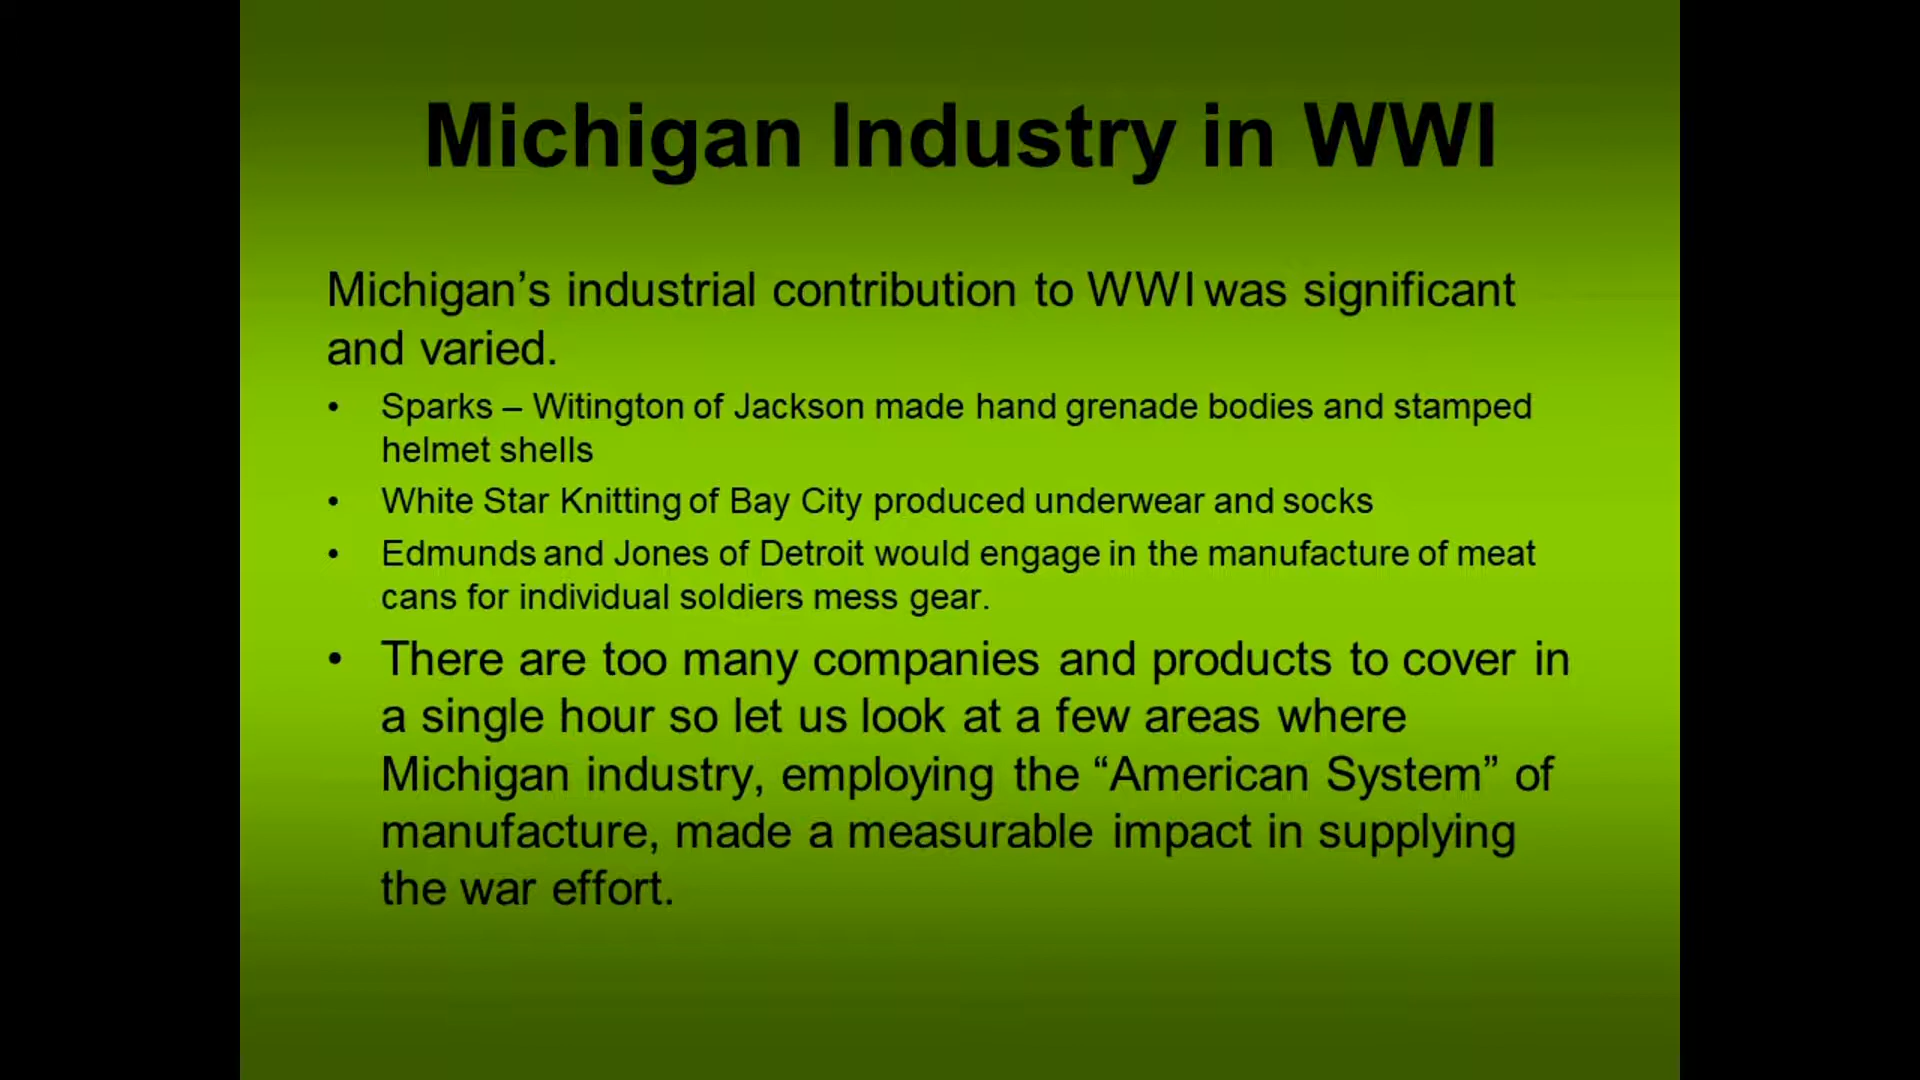 Michigan Industry in WWI
Michigan’s industrial contribution to WWI was significant
and varied.
• Sparks – Witington of Jackson made hand grenade bodies and stamped
helmet shells
• White Star Knitting of Bay City produced underwear and socks
• Edmunds and Jones of Detroit would engage in the manufacture of meat
cans for individual soldiers mess gear.
• There are too many companies and products to cover in
a single hour so let us look at a few areas where
Michigan industry, employing the “American System” of
manufacture, made a measurable impact in supplying
the war effort.